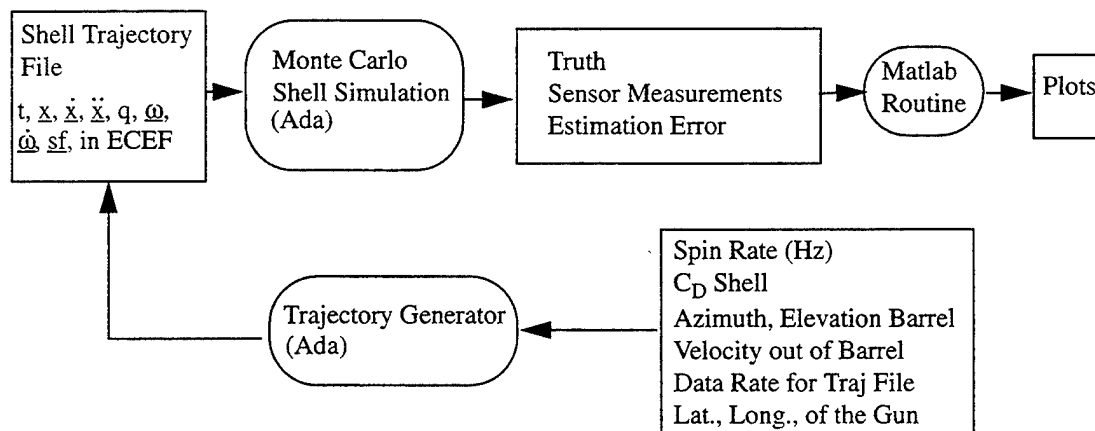 Shell Trajectory
File
t, x̲, ẋ̲, ẍ̲, q, ω̲,
ω̲̇, s̲f̲, in ECEF
Monte Carlo
Shell Simulation
(Ada)
Truth
Sensor Measurements
Estimation Error
Matlab
Routine
Plots
Trajectory Generator
(Ada)
Spin Rate (Hz)
C_D Shell
Azimuth, Elevation Barrel
Velocity out of Barrel
Data Rate for Traj File
Lat., Long., of the Gun